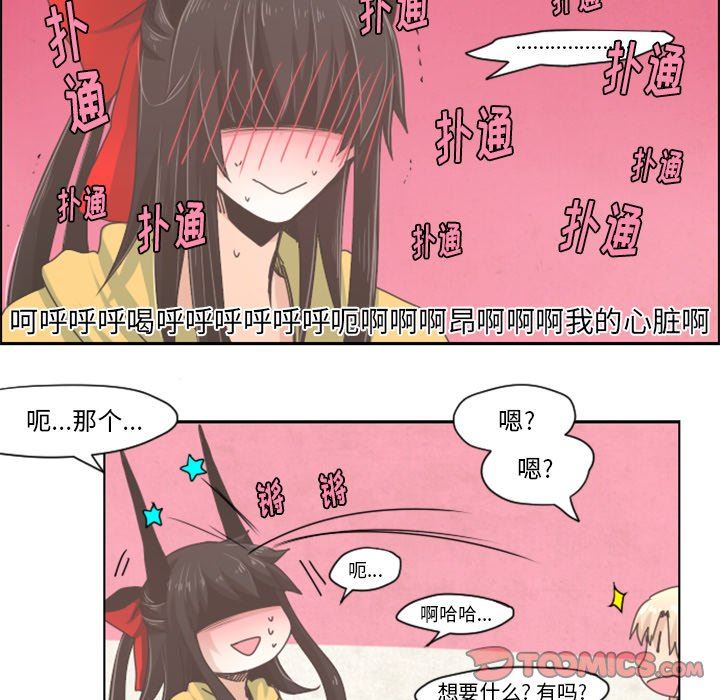 扑通
扑通
扑通
………………
扑通
扑通
扑通
扑通
扑通
扑通
扑通
呵呼呼呼喝呼呼呼呼呼呼呃啊啊啊昂啊啊啊我的心脏啊
呃...那个...
嗯?
嗯?
锵
锵
呃...
啊哈哈...
想要什么? 有吗?
DTOOMICS.COM